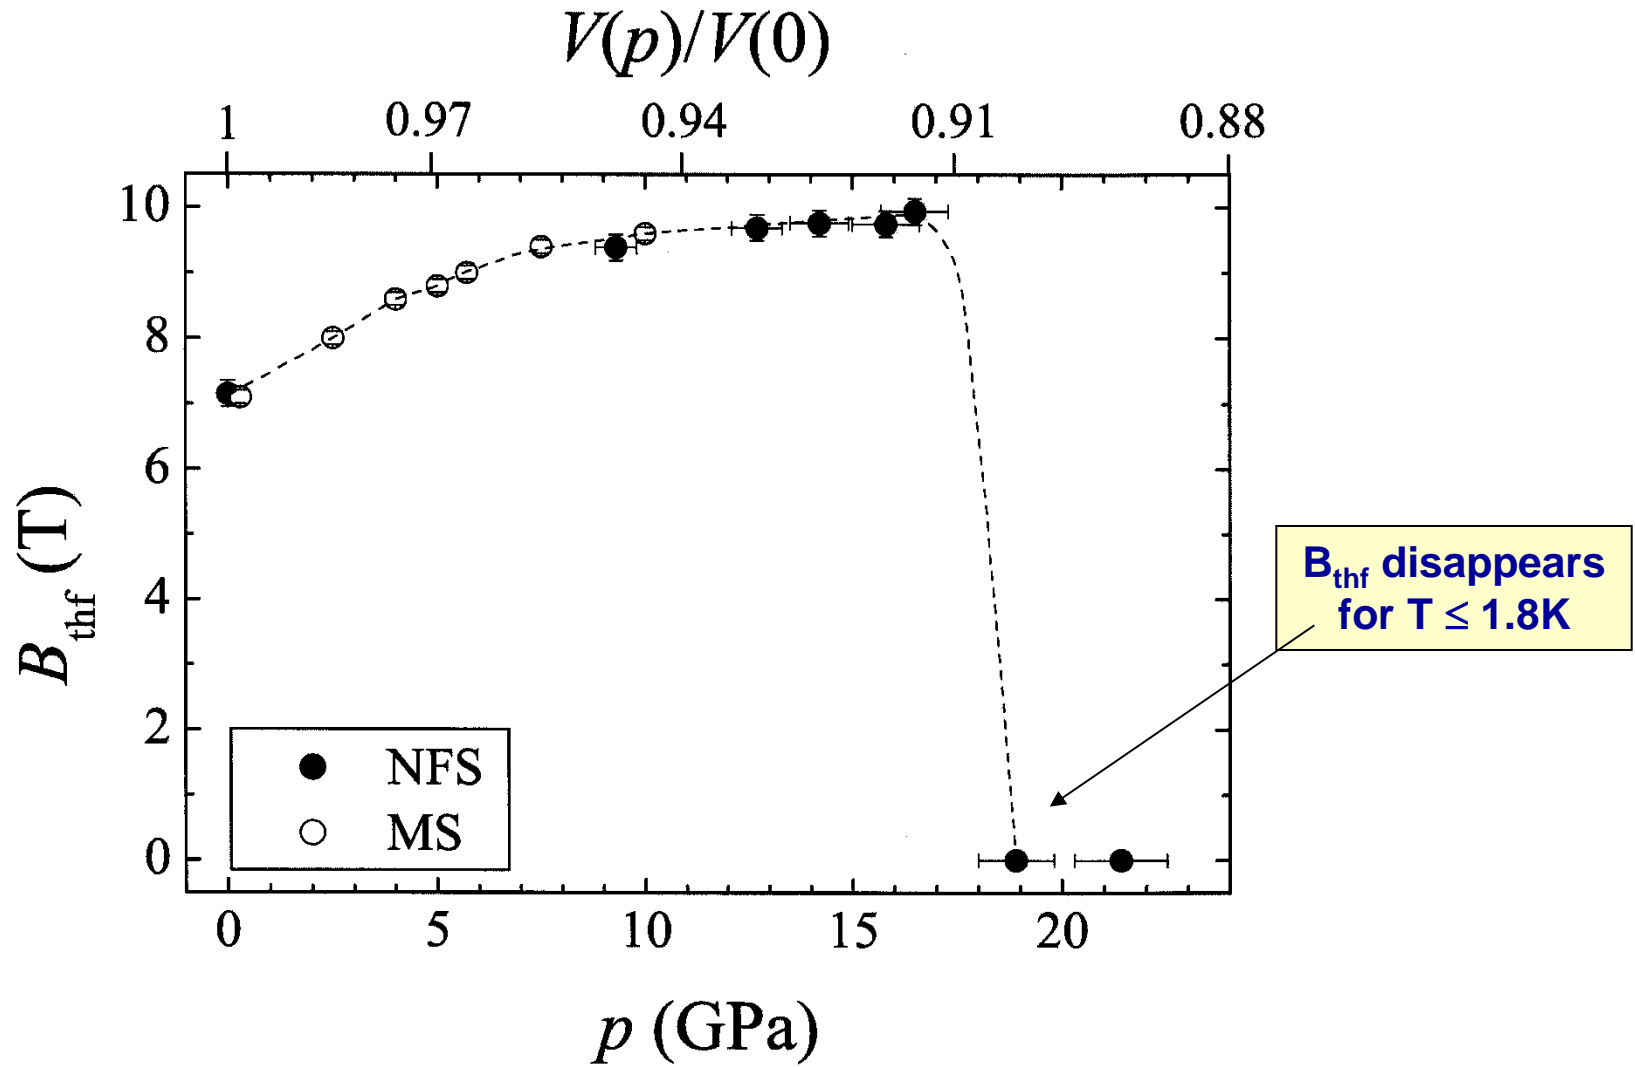 V(p)/V(0)
1 0.97 0.94 0.91 0.88
10
8
6
4
2
0
B_thf (T)
NFS
MS
B_thf disappears
for T ≤ 1.8K
0 5 10 15 20
p (GPa)